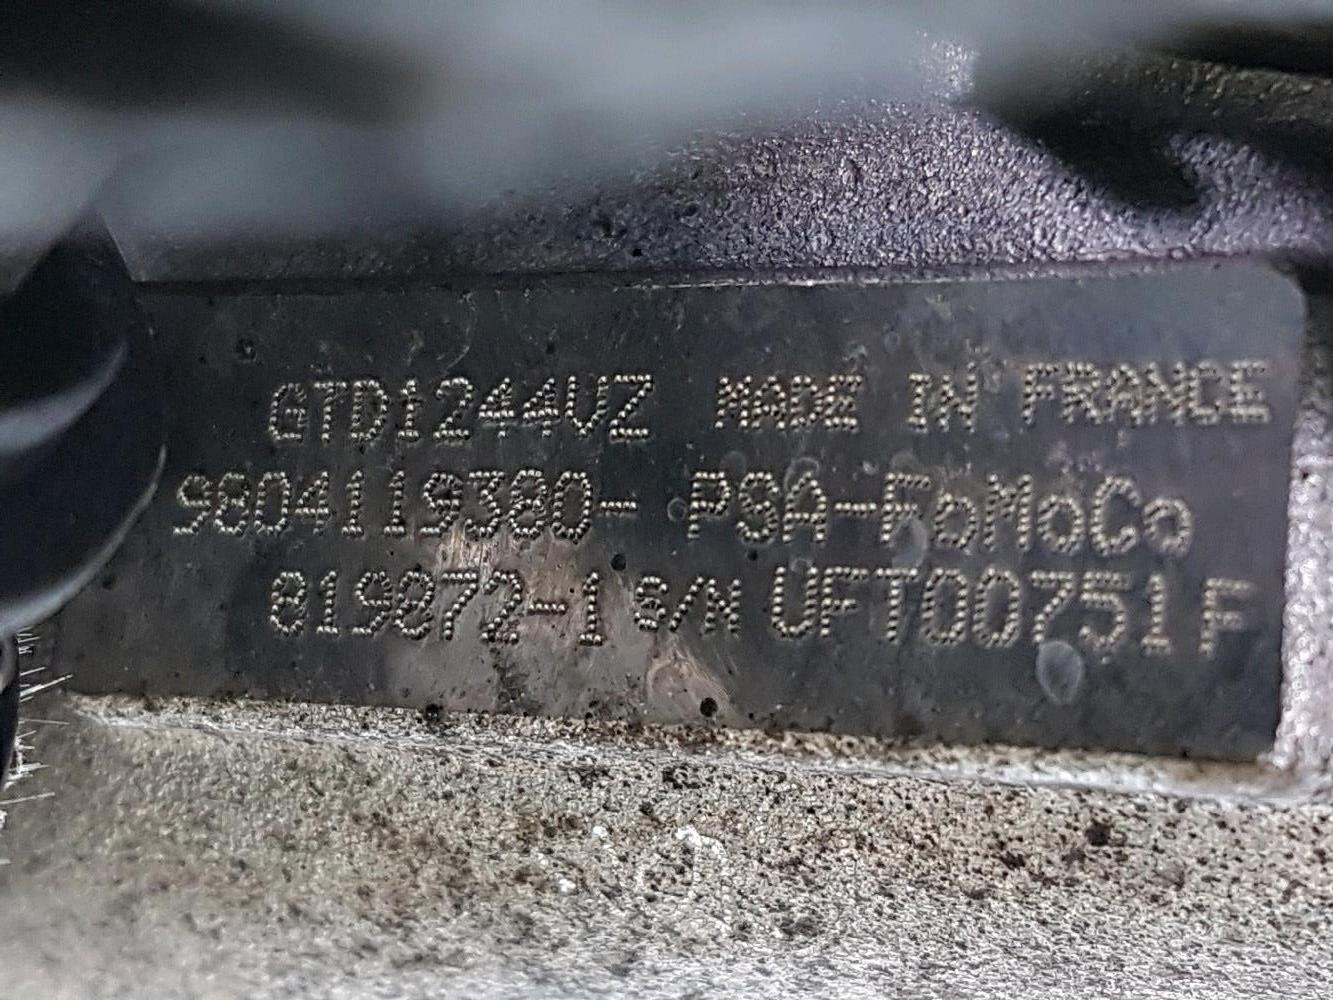 GTD1244VZ MADE IN FRANCE
9804119380- PSA-FoMoCo
819872-1 S/N UFT00751F